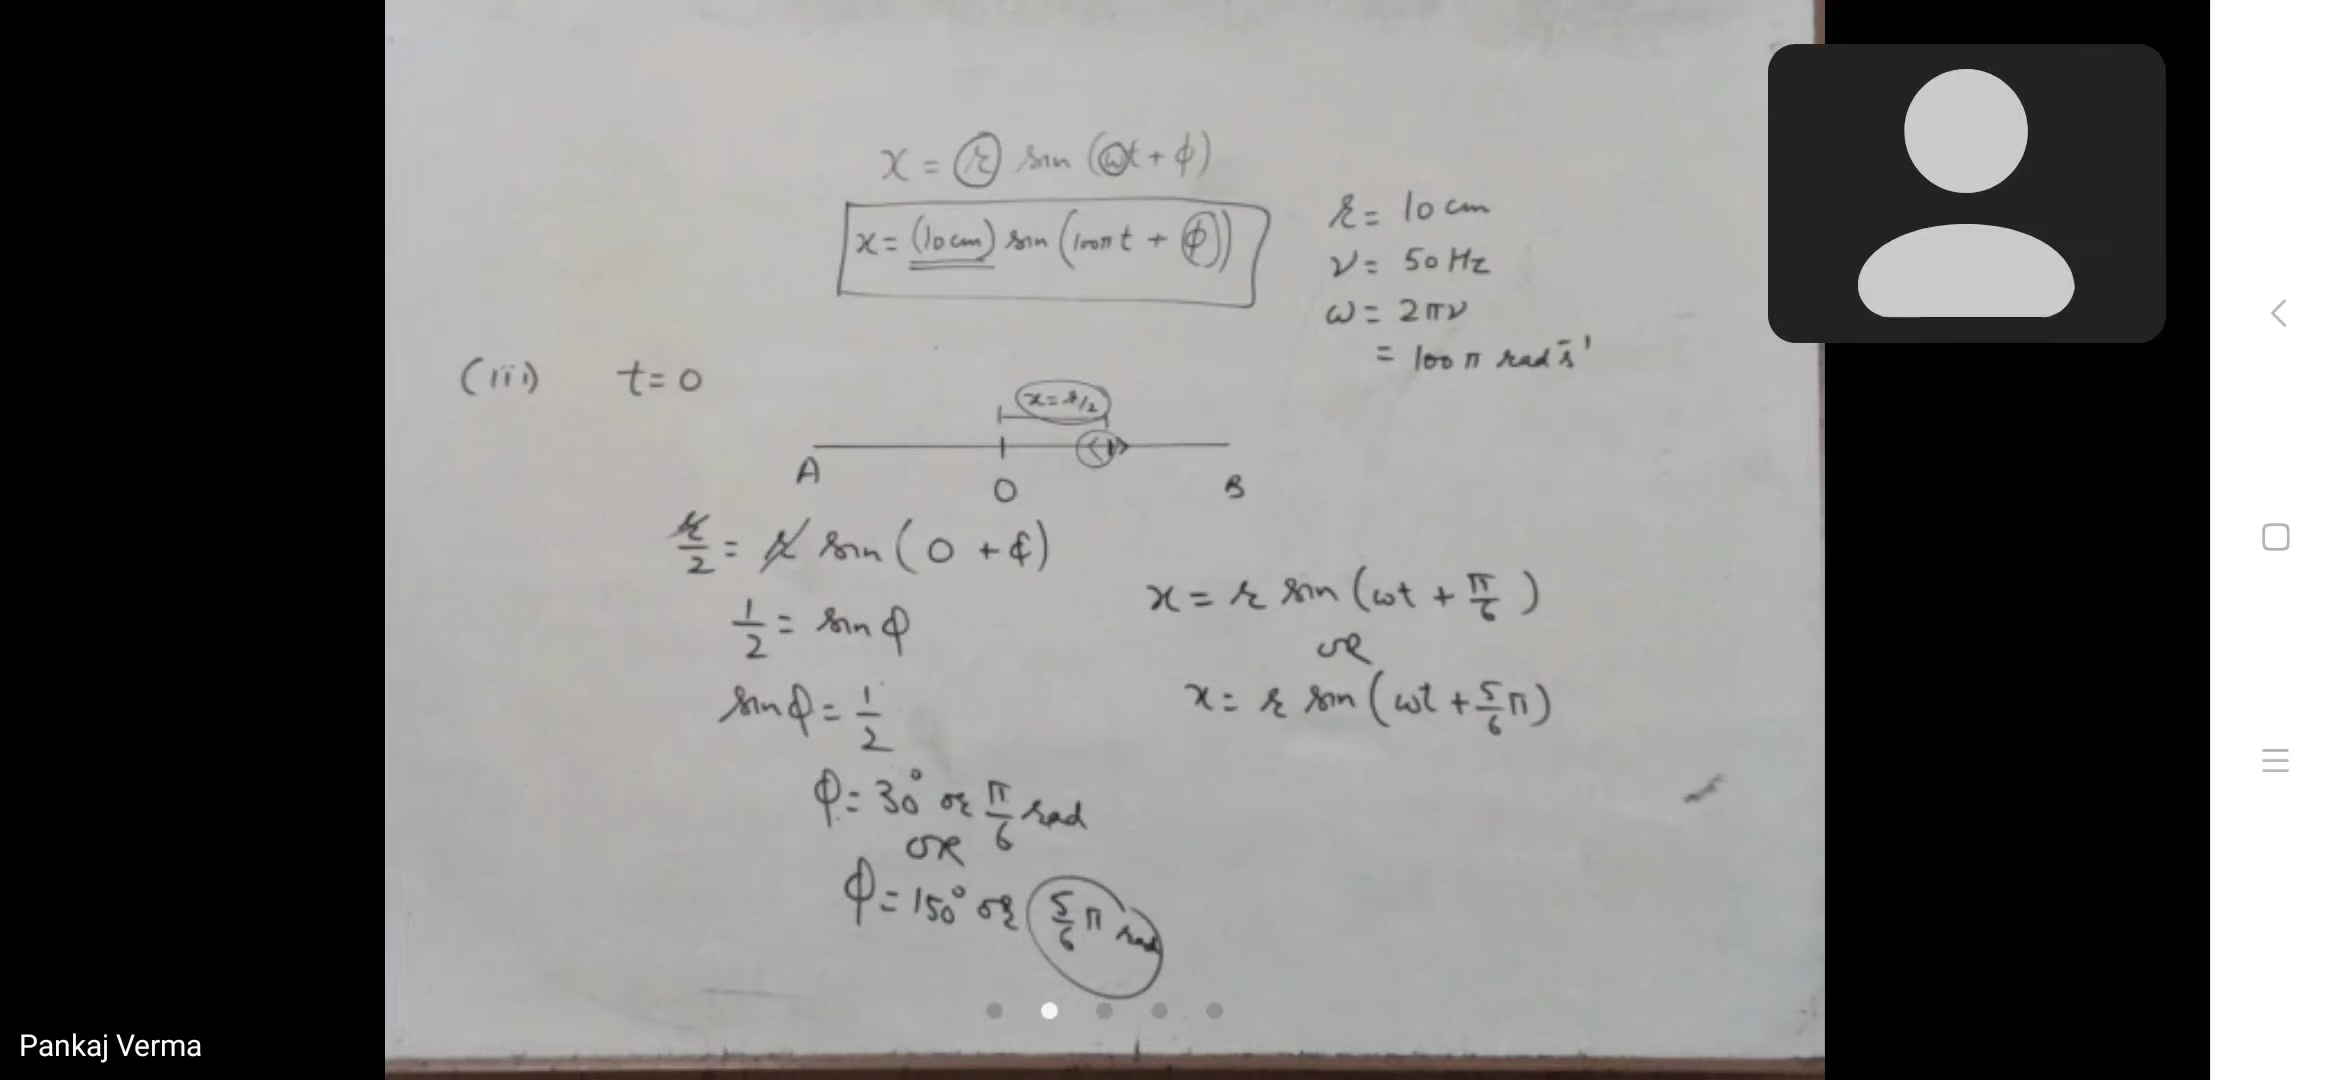 x = r sin (ωt + φ)
x = (10 cm) sin (100π t + φ)
r = 10 cm
ν = 50 Hz
ω = 2πν
= 100 π rad s⁻¹
(iii) t = 0
x = r/2
A O B
r/2 = r sin (0 + φ)
1/2 = sin φ
sin φ = 1/2
φ = 30° or π/6 rad
OR
φ = 150° or 5/6 π rad
x = r sin (ωt + π/6)
OR
x = r sin (ωt + 5/6 π)
Pankaj Verma